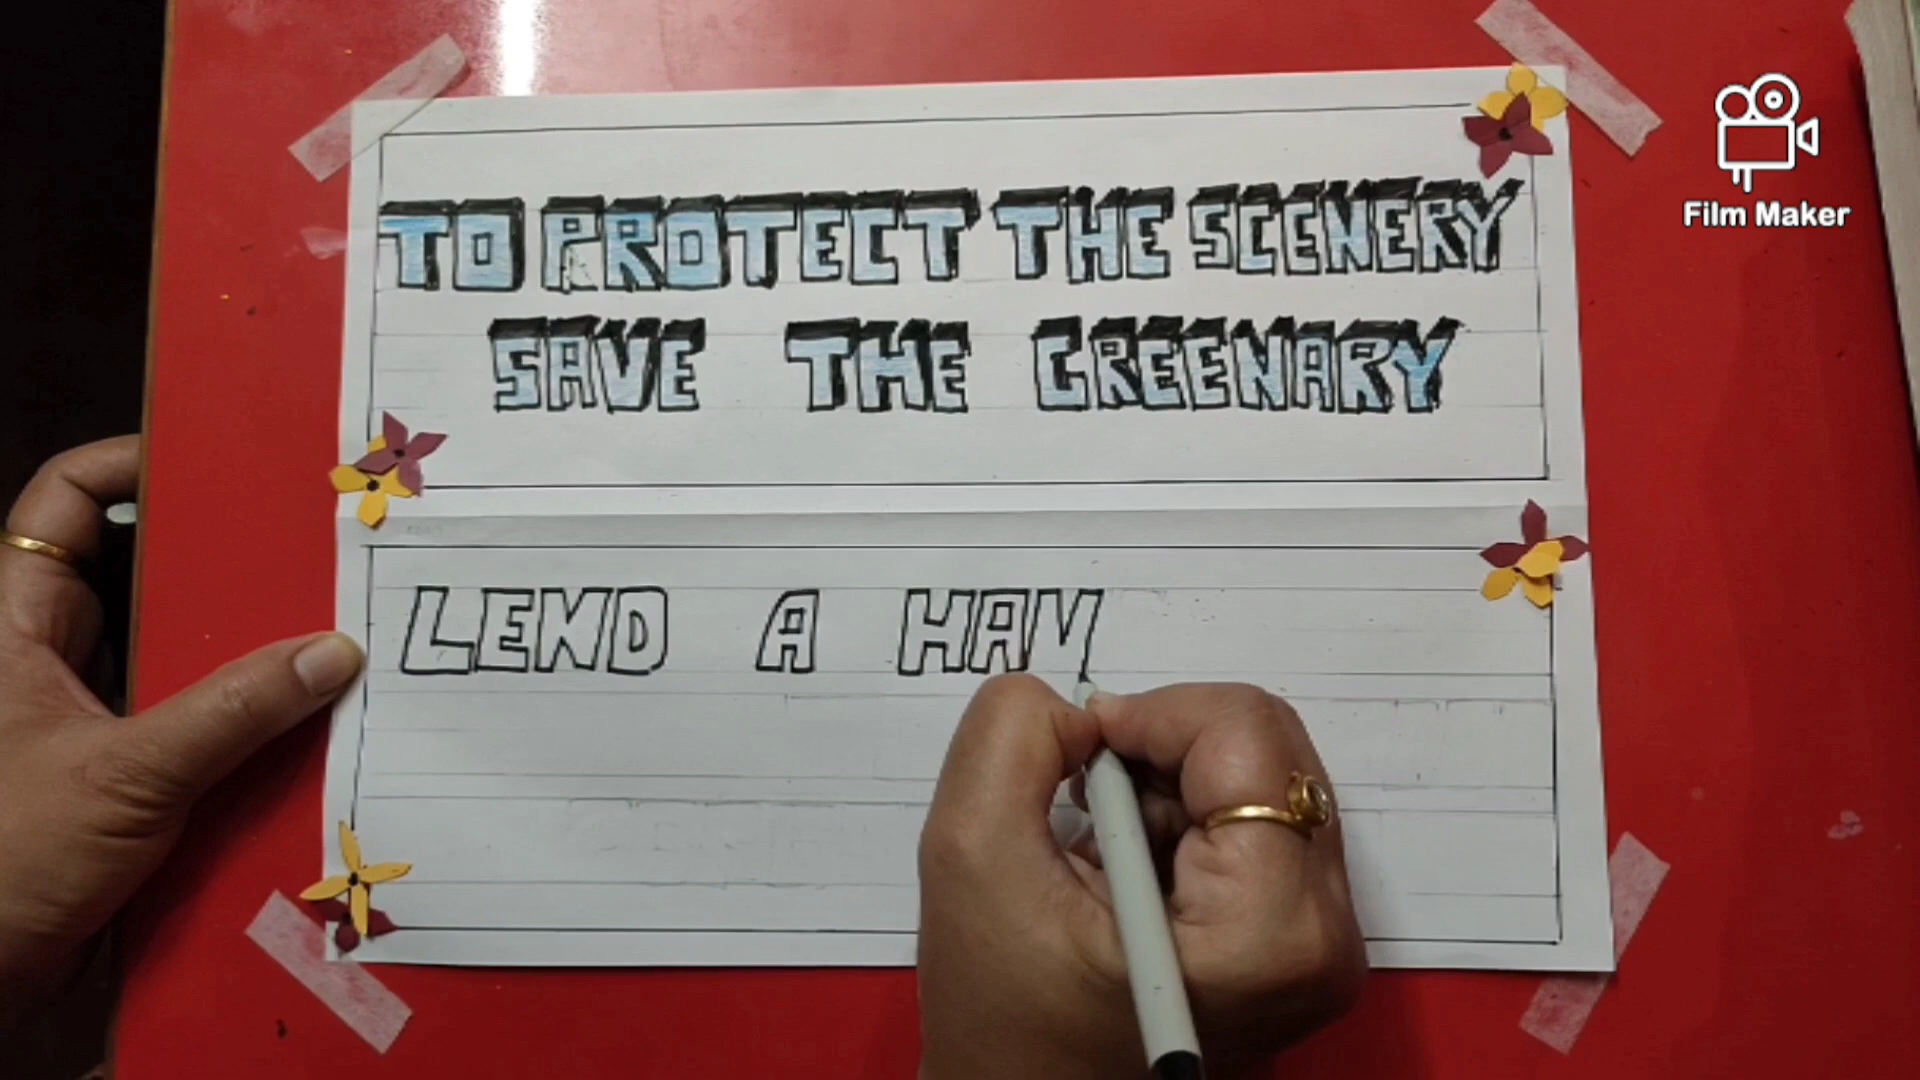 TO PROTECT THE SCENERY
SAVE THE GREENARY
LEND A HAN
Film Maker